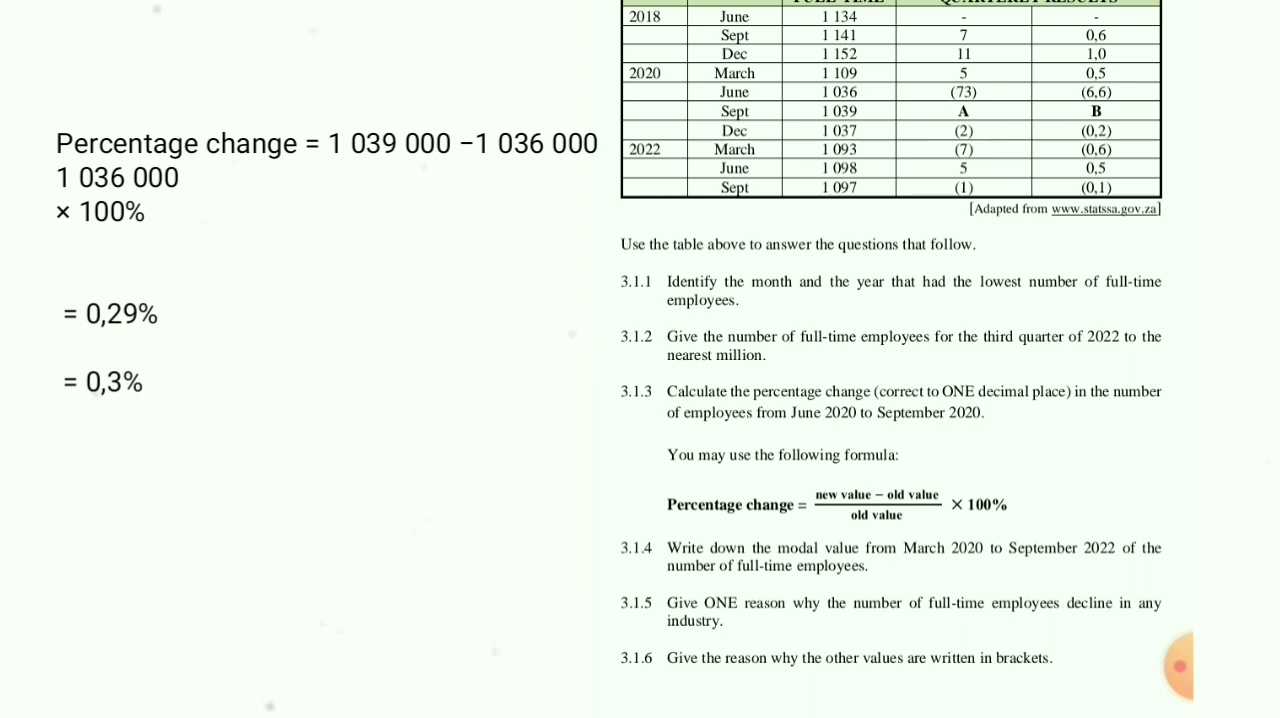 Percentage change = 1 039 000 −1 036 000
1 036 000
× 100%
= 0,29%
= 0,3%
2018 June 1 134 - -
Sept 1 141 7 0,6
Dec 1 152 11 1,0
2020 March 1 109 5 0,5
June 1 036 (73) (6,6)
Sept 1 039 A B
Dec 1 037 (2) (0,2)
2022 March 1 093 (7) (0,6)
June 1 098 5 0,5
Sept 1 097 (1) (0,1)
[Adapted from www.statssa.gov.za]
Use the table above to answer the questions that follow.
3.1.1 Identify the month and the year that had the lowest number of full-time
employees.
3.1.2 Give the number of full-time employees for the third quarter of 2022 to the
nearest million.
3.1.3 Calculate the percentage change (correct to ONE decimal place) in the number
of employees from June 2020 to September 2020.
You may use the following formula:
Percentage change = new value − old value × 100%
old value
3.1.4 Write down the modal value from March 2020 to September 2022 of the
number of full-time employees.
3.1.5 Give ONE reason why the number of full-time employees decline in any
industry.
3.1.6 Give the reason why the other values are written in brackets.